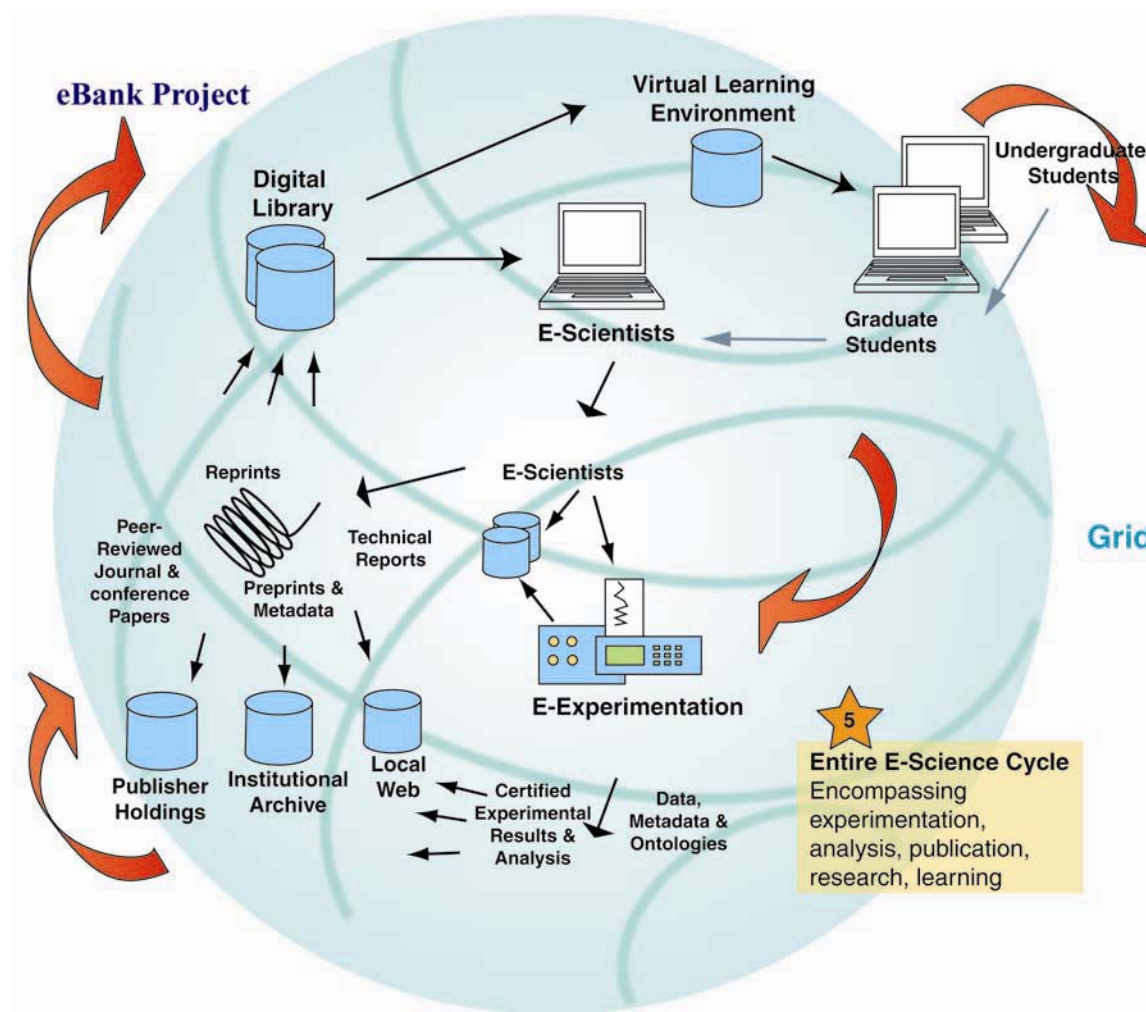 eBank Project
Virtual Learning
Environment
Undergraduate
Students
Digital
Library
E-Scientists
Graduate
Students
E-Scientists
Reprints
Peer-
Reviewed
Journal &
conference
Papers
Technical
Reports
Preprints &
Metadata
Grid
E-Experimentation
Publisher
Holdings
Institutional
Archive
Local
Web
Certified
Experimental
Results &
Analysis
Data,
Metadata &
Ontologies
5
Entire E-Science Cycle
Encompassing
experimentation,
analysis, publication,
research, learning